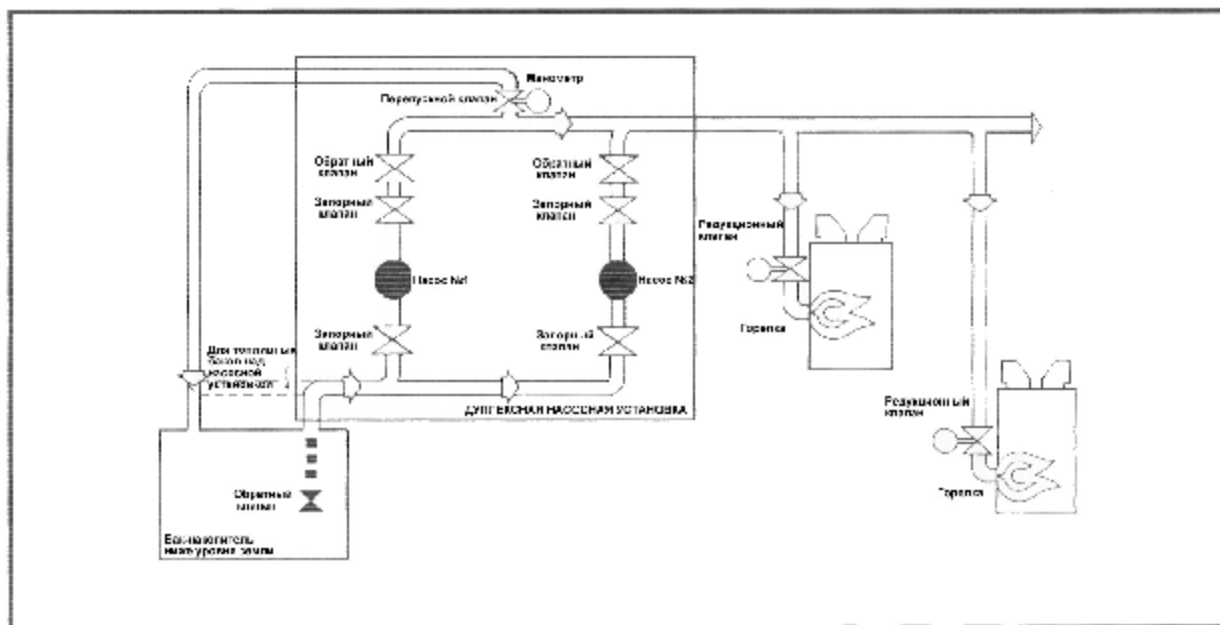 Манометр
Перепускной клапан
Обратный
клапан
Обратный
клапан
Запорный
клапан
Запорный
клапан
Редукционный
клапан
Насос №1
Насос №2
Горелка
Запорный
клапан
Запорный
клапан
Для топливных
баков над
насосной
установкой
ДУПЛЕКСНАЯ НАСОСНАЯ УСТАНОВКА
Редукционный
клапан
Обратный
клапан
Горелка
Бак-накопитель
ниже уровня земли